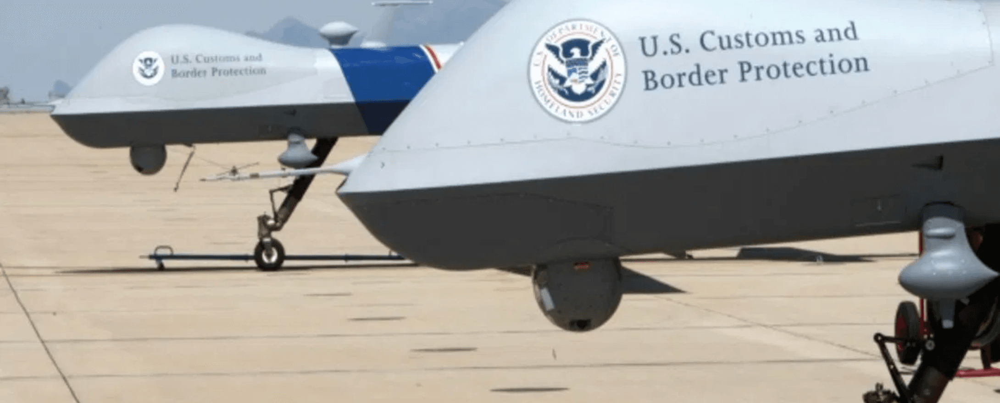 U.S. Customs and
Border Protection
U.S. DEPARTMENT OF
HOMELAND SECURITY
U.S. Customs and
Border Protection